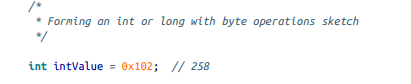 /*
* Forming an int or long with byte operations sketch
*/
int intValue = 0x102; // 258